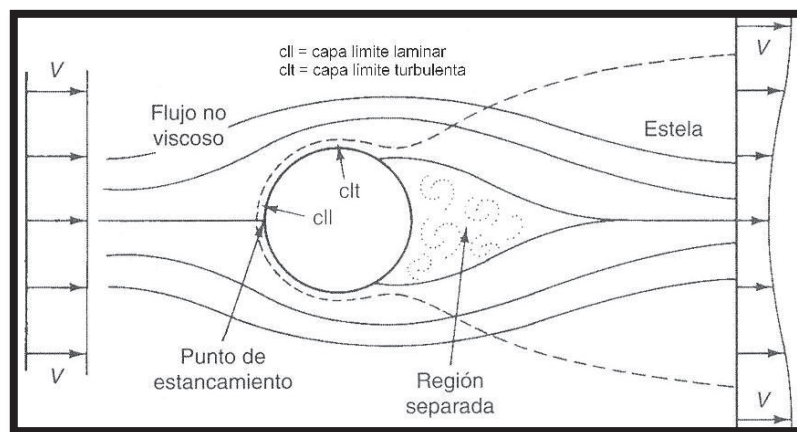 cll = capa límite laminar
clt = capa límite turbulenta
V
V
Flujo no
viscoso
Estela
clt
cll
Punto de
estancamiento
Región
separada
V
V